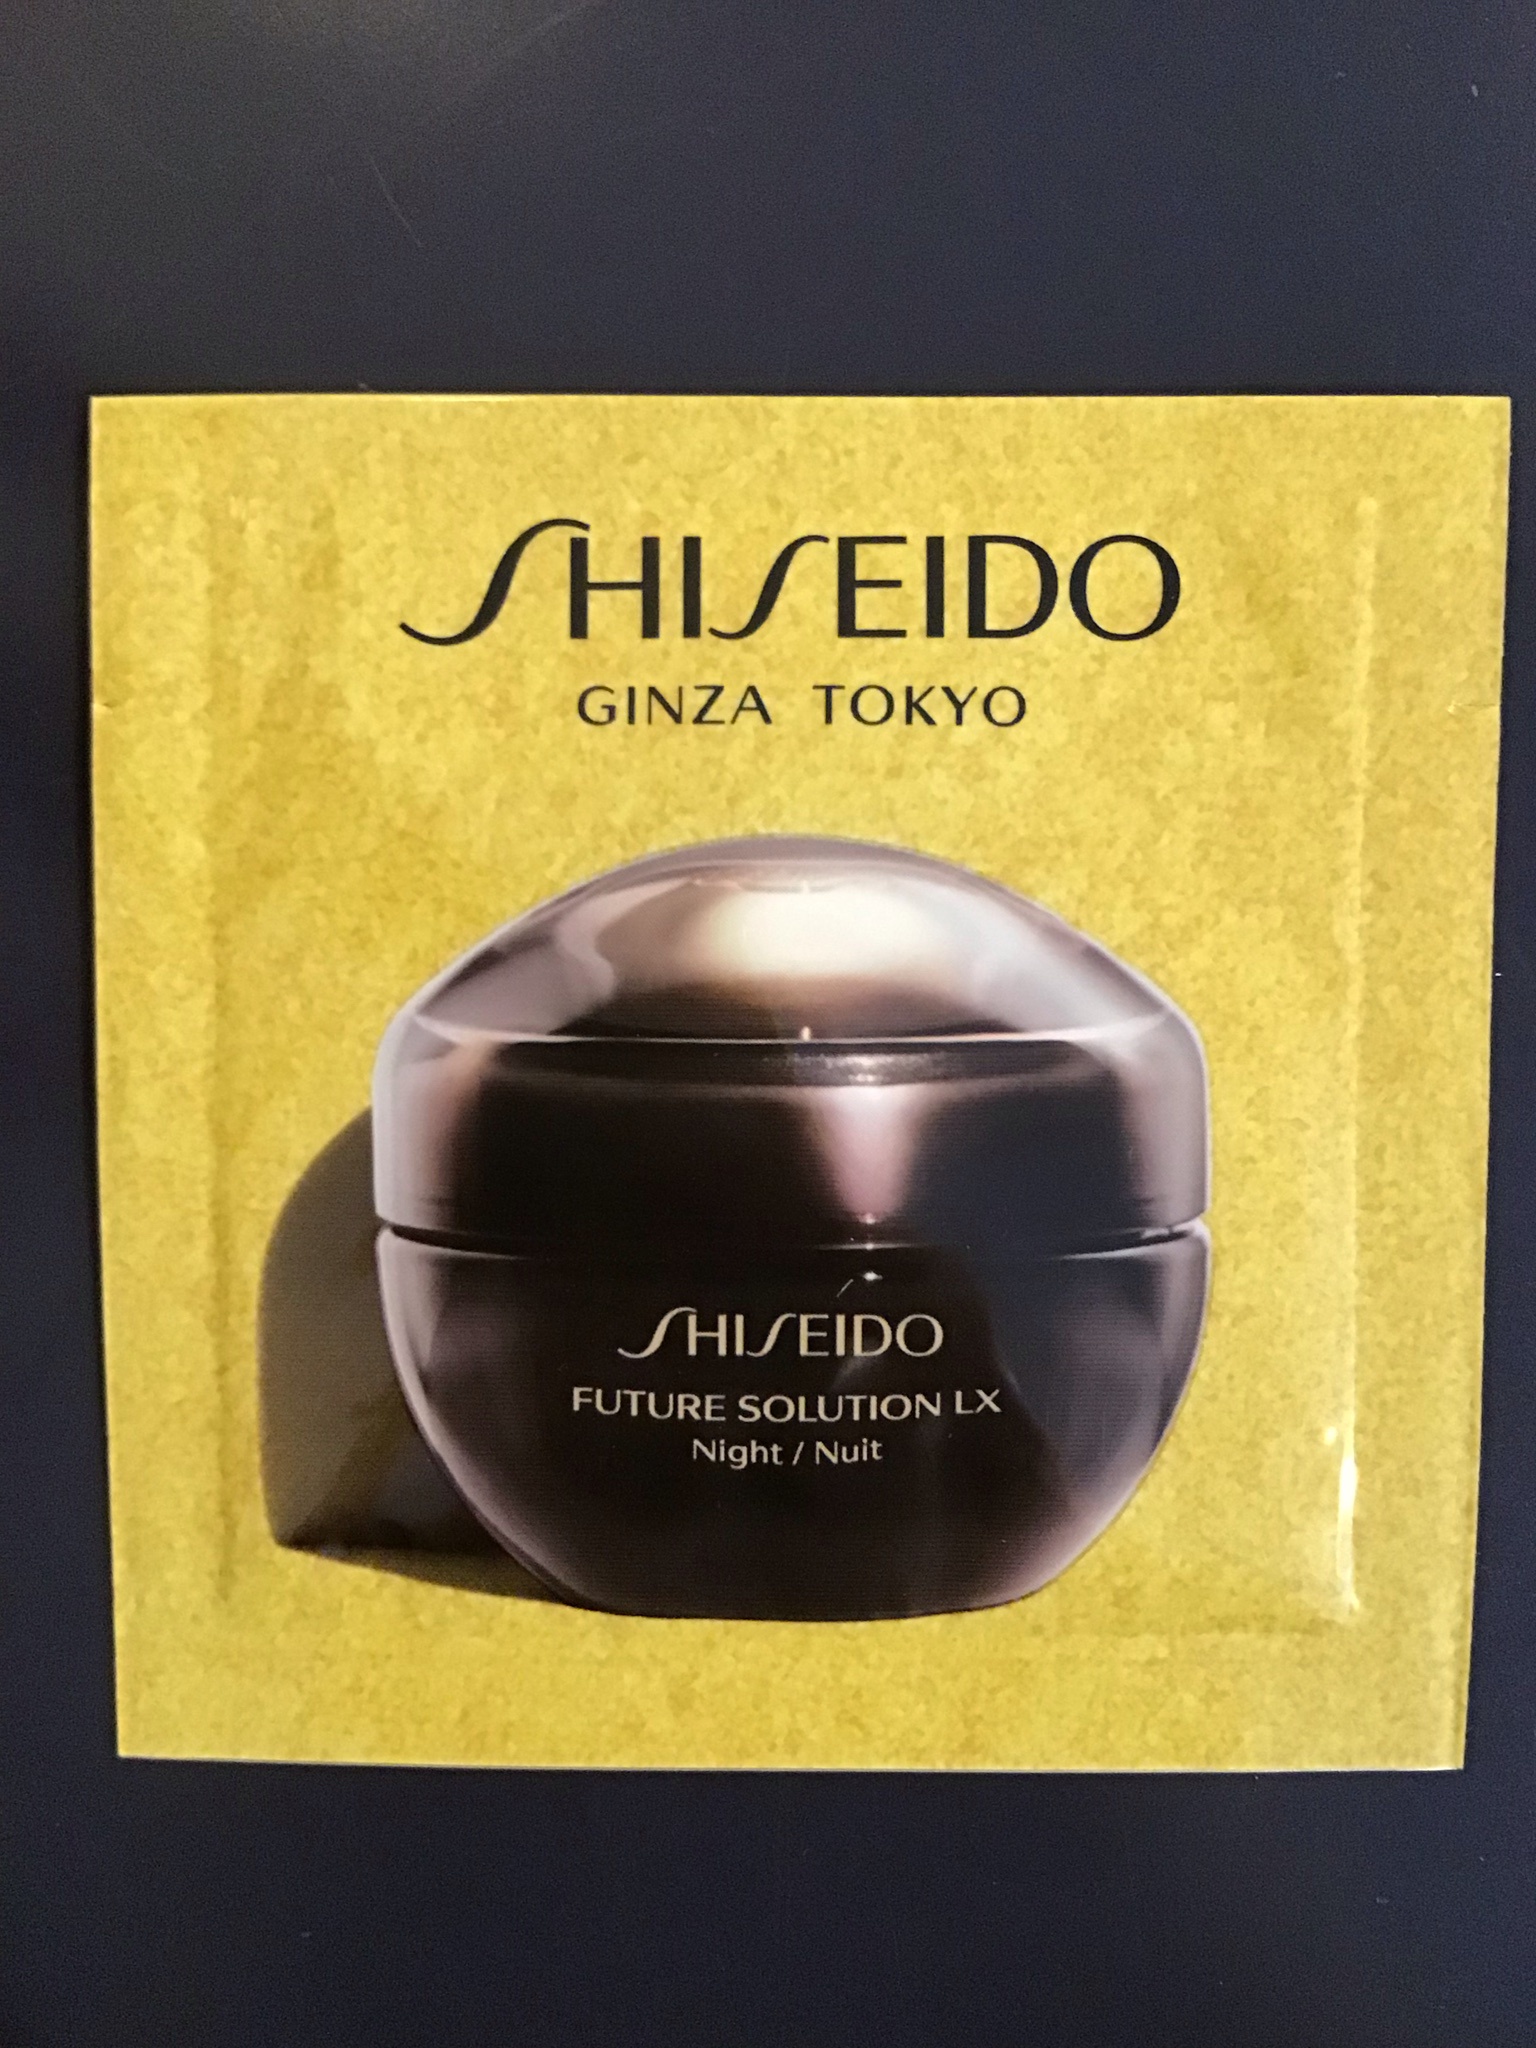 SHISEIDO
GINZA TOKYO
SHISEIDO
FUTURE SOLUTION LX
Night / Nuit